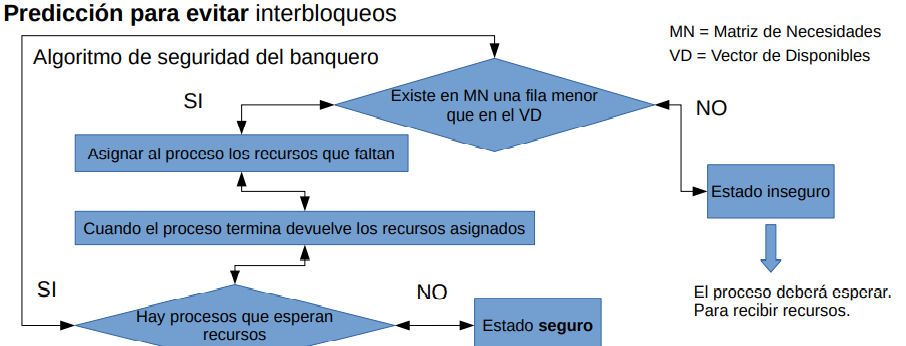 Predicción para evitar interbloqueos
MN = Matriz de Necesidades
VD = Vector de Disponibles
Algoritmo de seguridad del banquero
Existe en MN una fila menor
que en el VD
SI
NO
Asignar al proceso los recursos que faltan
Estado inseguro
Cuando el proceso termina devuelve los recursos asignados
El proceso deberá esperar.
Para recibir recursos.
SI
NO
Hay procesos que esperan
recursos
Estado seguro